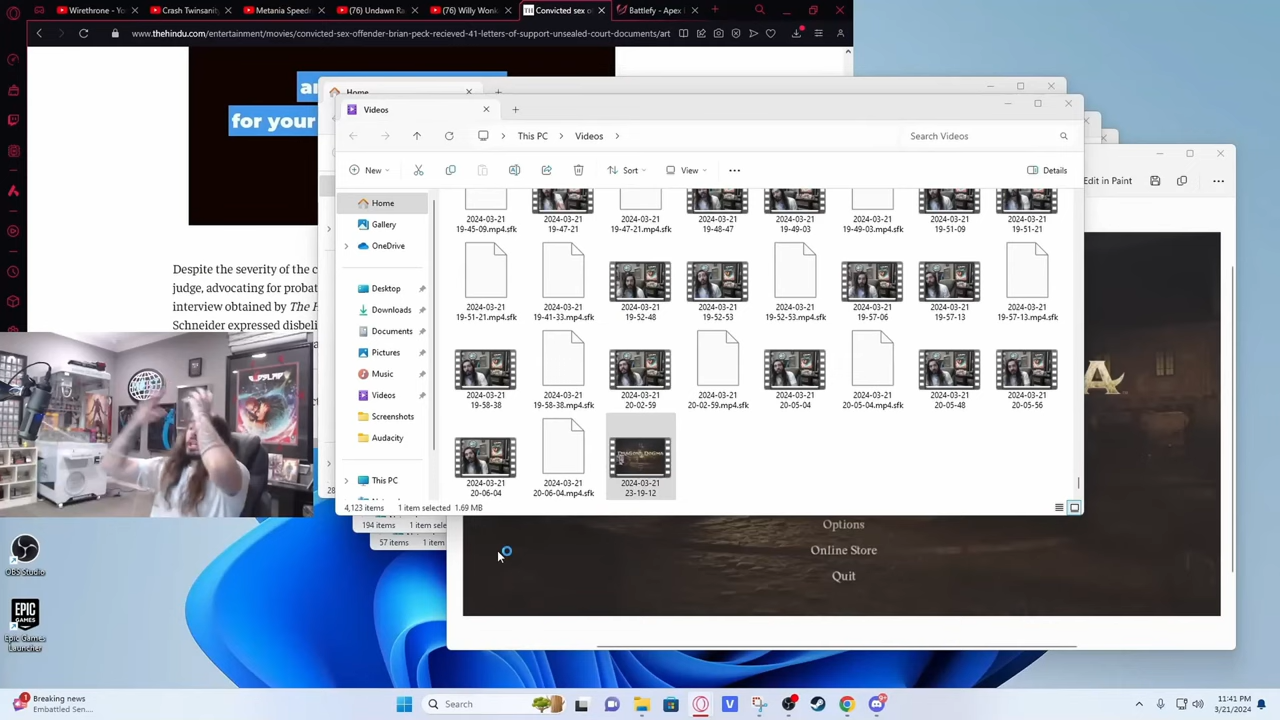 Wirethrone - G
Crash Twinsanity
Metania Speedr
(76) Undawn Ra
(76) Willy Wonk
Convicted sex o
Battlefy - Apex L
www.thehindu.com/entertainment/movies/convicted-sex-offender-brian-peck-recieved-41-letters-of-support-unsealed-court-documents/art
for your
Home
Videos
This PC
Videos
Search Videos
New
Sort
View
Details
dit in Paint
Home
Gallery
OneDrive
Desktop
Downloads
Documents
Pictures
Music
Videos
Screenshots
Audacity
This PC
2024-03-21 19-45-09.mp4.sfk
2024-03-21 19-47-21
2024-03-21 19-47-21.mp4.sfk
2024-03-21 19-48-47
2024-03-21 19-49-03
2024-03-21 19-49-03.mp4.sfk
2024-03-21 19-51-09
2024-03-21 19-51-21
2024-03-21 19-51-21.mp4.sfk
2024-03-21 19-41-33.mp4.sfk
2024-03-21 19-52-48
2024-03-21 19-52-53
2024-03-21 19-52-53.mp4.sfk
2024-03-21 19-57-06
2024-03-21 19-57-13
2024-03-21 19-57-13.mp4.sfk
2024-03-21 19-58-38
2024-03-21 19-58-38.mp4.sfk
2024-03-21 20-02-59
2024-03-21 20-02-59.mp4.sfk
2024-03-21 20-05-04
2024-03-21 20-05-04.mp4.sfk
2024-03-21 20-05-48
2024-03-21 20-05-56
2024-03-21 20-06-04
2024-03-21 20-06-04.mp4.sfk
2024-03-21 23-19-12
4,123 items
1 item selected 1.69 MB
194 items
1 item sele
57 items
1 item
Despite the severity of the c
judge, advocating for probat
interview obtained by The H
Schneider expressed disbeli
Options
Online Store
Quit
OBS Studio
Epic Games
Launcher
Breaking news
Embattled Sen....
Search
11:41 PM
3/21/2024